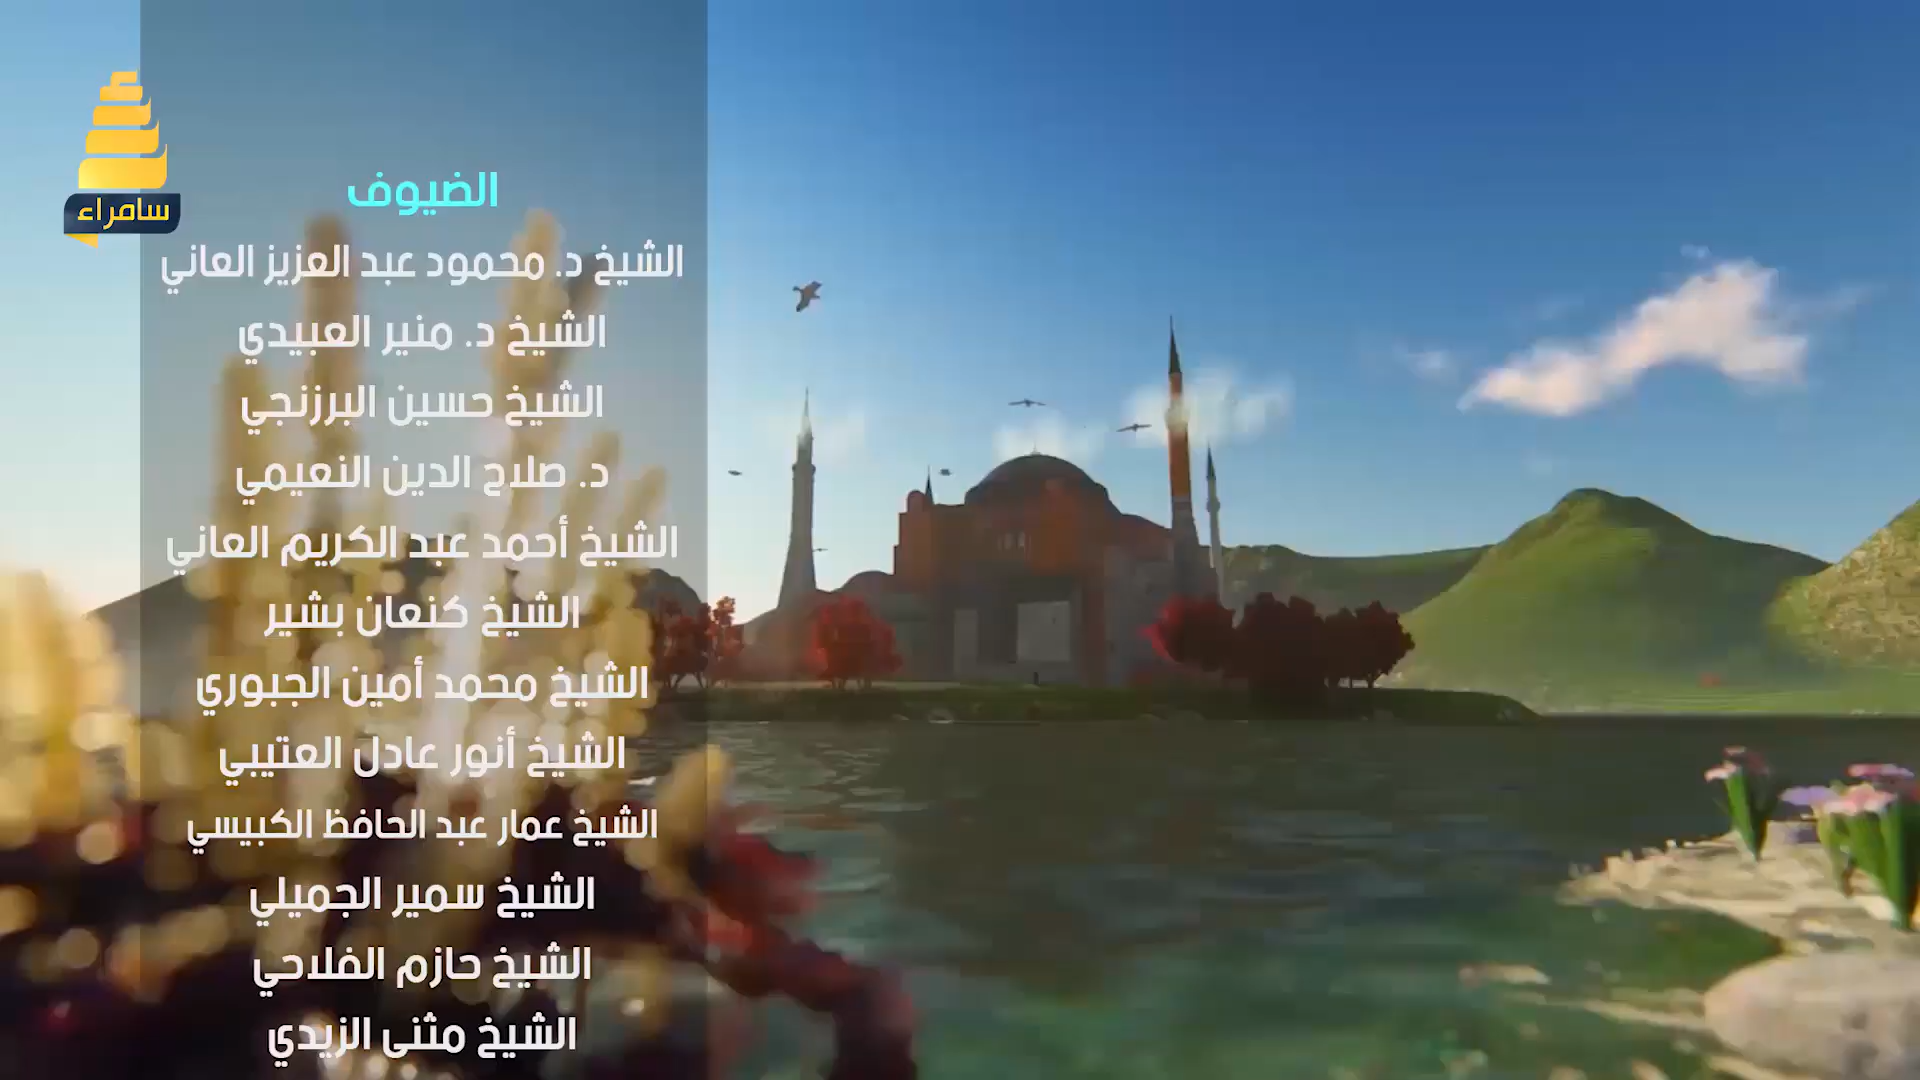 سامراء
الضيوف
الشيخ د. محمود عبد العزيز العاني
الشيخ د. منير العبيدي
الشيخ حسين البرزنجي
د. صلاح الدين النعيمي
الشيخ أحمد عبد الكريم العاني
الشيخ كنعان بشير
الشيخ محمد أمين الجبوري
الشيخ أنور عادل العتيبي
الشيخ عمار عبد الحافظ الكبيسي
الشيخ سمير الجميلي
الشيخ حازم الفلاحي
الشيخ مثنى الزيدي